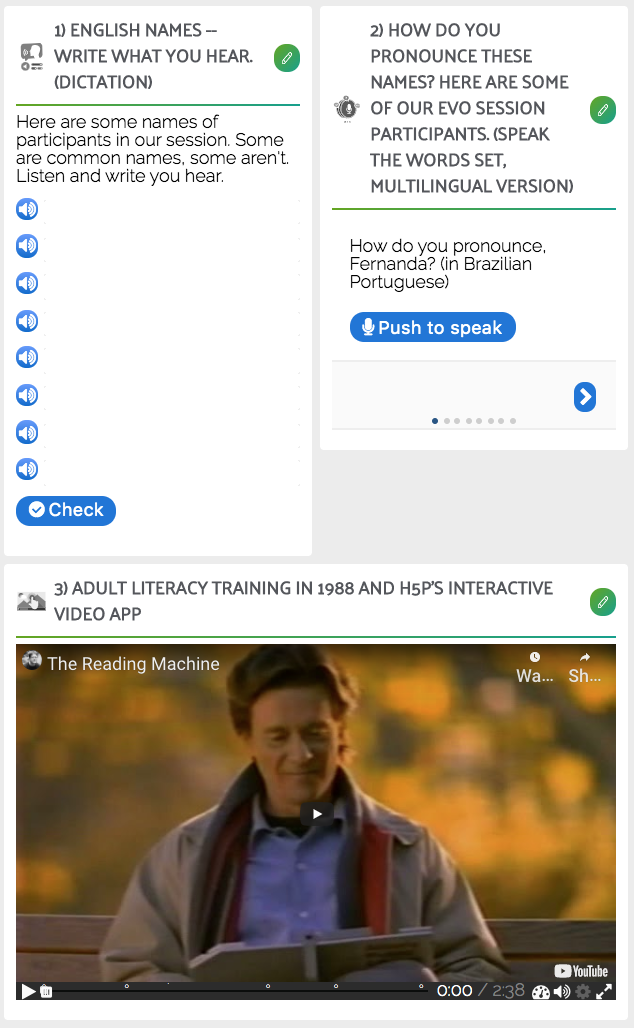 1) ENGLISH NAMES --
WRITE WHAT YOU HEAR.
(DICTATION)
Here are some names of
participants in our session. Some
are common names, some aren't.
Listen and write you hear.
Check
2) HOW DO YOU
PRONOUNCE THESE
NAMES? HERE ARE SOME
OF OUR EVO SESSION
PARTICIPANTS. (SPEAK
THE WORDS SET,
MULTILINGUAL VERSION)
How do you pronounce,
Fernanda? (in Brazilian
Portuguese)
Push to speak
3) ADULT LITERACY TRAINING IN 1988 AND H5P'S INTERACTIVE
VIDEO APP
The Reading Machine
Wa... Sh...
YouTube
0:00 / 2:38